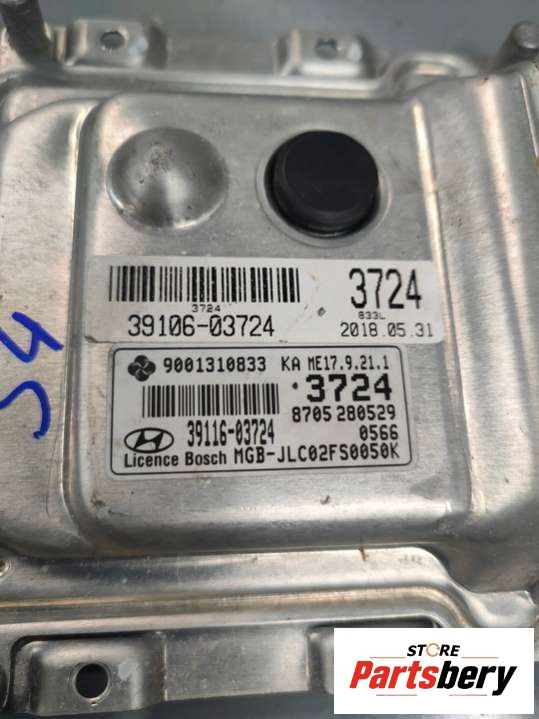 3724
39106-03724
3724
833L
2018.05.31
9001310833 KA ME17.9.21.1
•3724
8705 280529
39116-03724
0566
Licence Bosch MGB-JLC02FS0050K
54
STORE
Partsbery